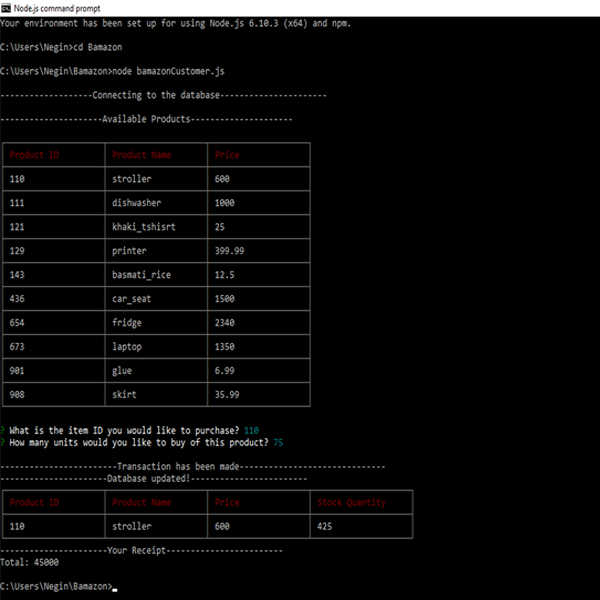 Node.js command prompt
Your environment has been set up for using Node.js 6.10.3 (x64) and npm.
C:\Users\Negin>cd Bamazon
C:\Users\Negin\Bamazon>node bamazonCustomer.js
-------------------Connecting to the database----------------------
---------------------Available Products---------------------
Product ID Product Name Price
110 stroller 600
111 dishwasher 1000
121 khaki_tshisrt 25
129 printer 399.99
143 basmati_rice 12.5
436 car_seat 1500
654 fridge 2340
673 laptop 1350
901 glue 6.99
908 skirt 35.99
? What is the item ID you would like to purchase? 110
? How many units would you like to buy of this product? 75
------------------------Transaction has been made------------------------------
----------------------Database updated!------------------------
Product ID Product Name Price Stock Quantity
110 stroller 600 425
----------------------Your Receipt------------------------
Total: 45000
C:\Users\Negin\Bamazon>